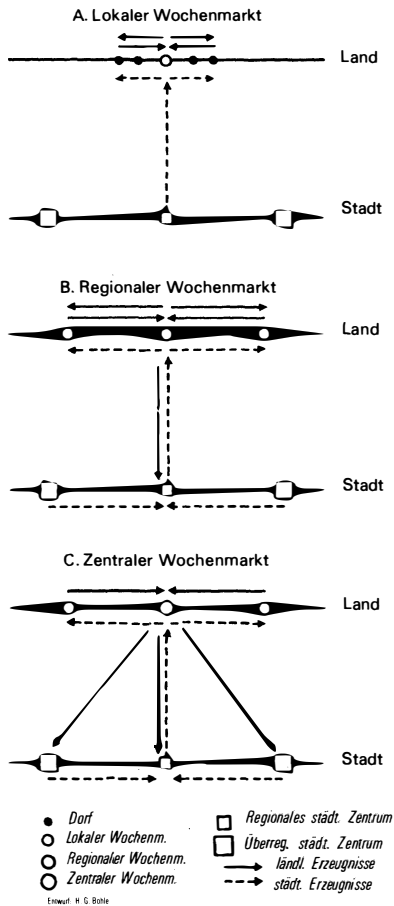 A. Lokaler Wochenmarkt
Land
Stadt
B. Regionaler Wochenmarkt
Land
Stadt
C. Zentraler Wochenmarkt
Land
Stadt
Dorf
Lokaler Wochenm.
Regionaler Wochenm.
Zentraler Wochenm.
Regionales städt. Zentrum
Überreg. städt. Zentrum
ländl. Erzeugnisse
städt. Erzeugnisse
Entwurf: H. G. Bohle